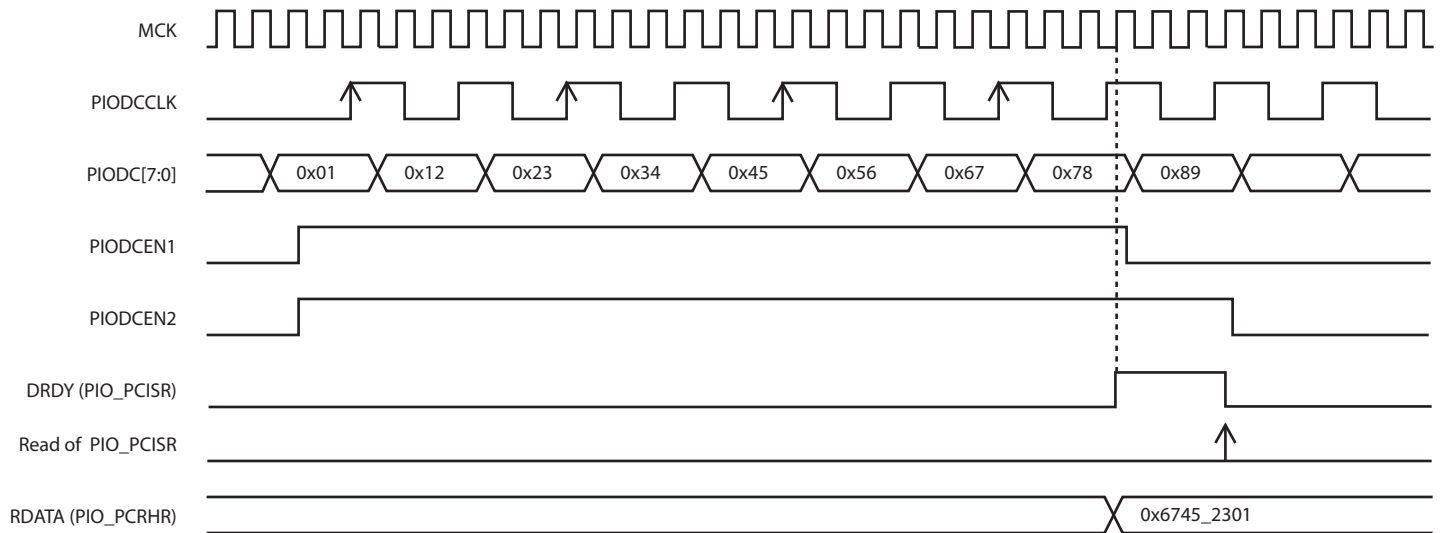 MCK
PIODCCLK
PIODC[7:0] 0x01 0x12 0x23 0x34 0x45 0x56 0x67 0x78 0x89
PIODCEN1
PIODCEN2
DRDY (PIO_PCISR)
Read of PIO_PCISR
RDATA (PIO_PCRHR) 0x6745_2301